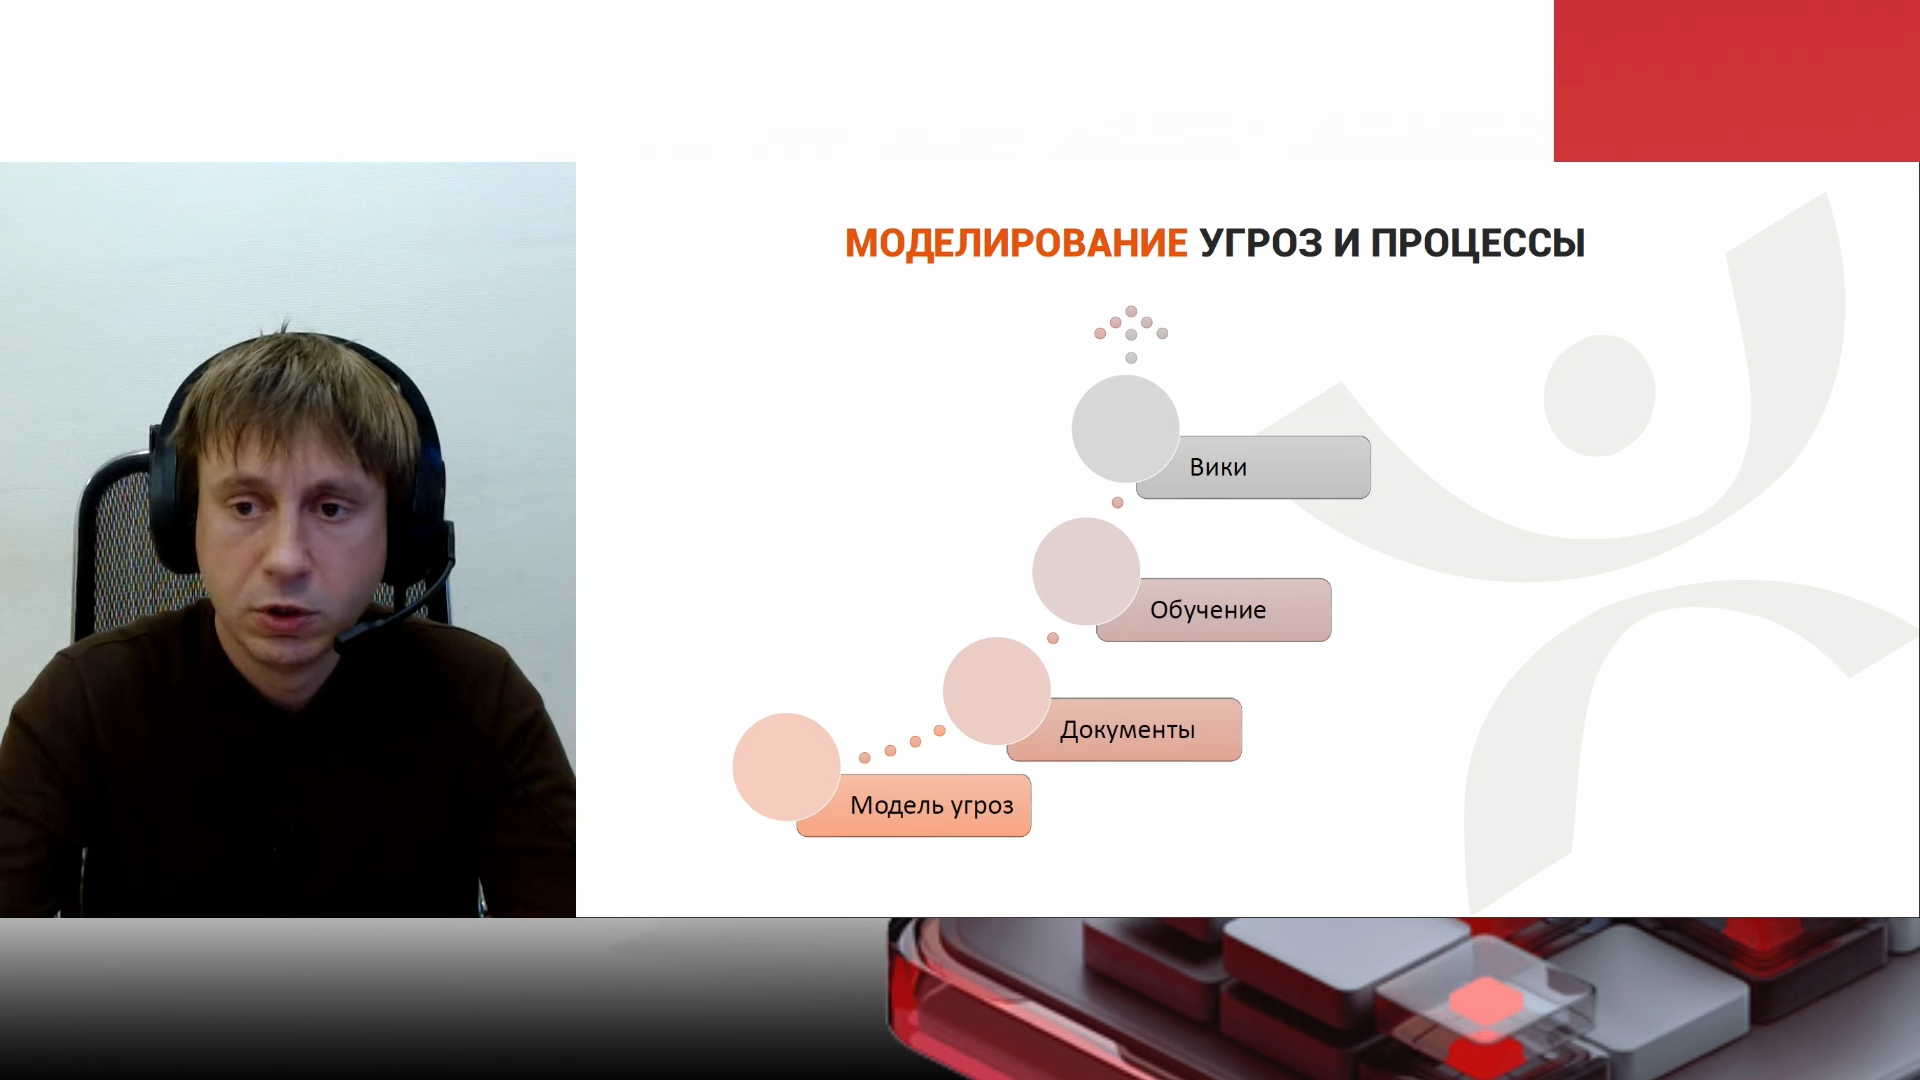 МОДЕЛИРОВАНИЕ УГРОЗ И ПРОЦЕССЫ
Вики
Обучение
Документы
Модель угроз